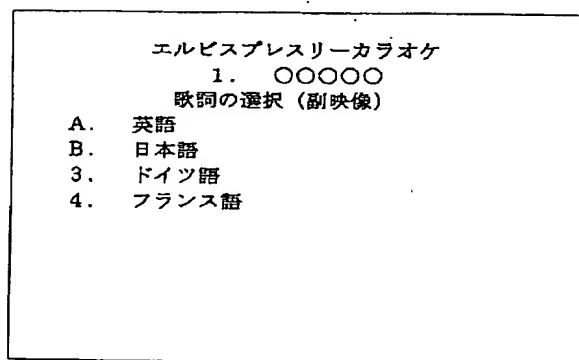 エルビスプレスリーカラオケ
1. ○○○○○
歌詞の選択(副映像)
A. 英語
B. 日本語
3. ドイツ語
4. フランス語